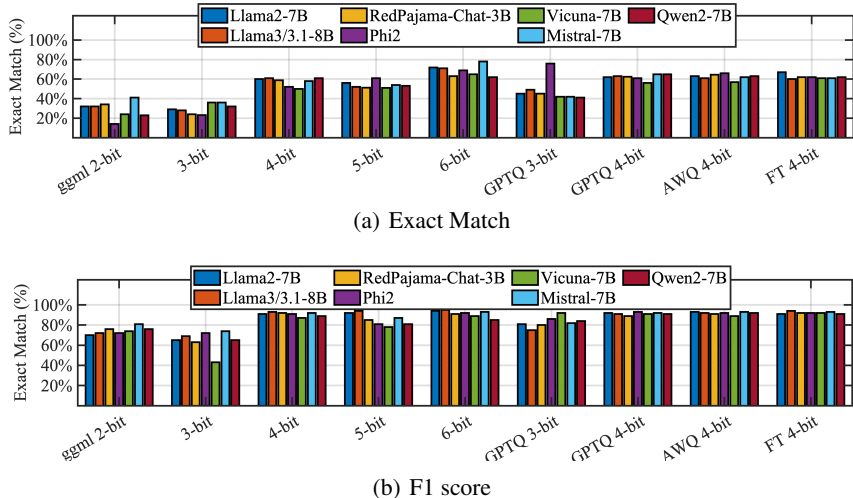 Llama2-7B RedPajama-Chat-3B Vicuna-7B Qwen2-7B
Llama3/3.1-8B Phi2 Mistral-7B
Exact Match (%)
100%
80%
60%
40%
20%
ggml 2-bit 3-bit 4-bit 5-bit 6-bit GPTQ 3-bit GPTQ 4-bit AWQ 4-bit FT 4-bit
(a) Exact Match
Llama2-7B RedPajama-Chat-3B Vicuna-7B Qwen2-7B
Llama3/3.1-8B Phi2 Mistral-7B
Exact Match (%)
100%
80%
60%
40%
20%
ggml 2-bit 3-bit 4-bit 5-bit 6-bit GPTQ 3-bit GPTQ 4-bit AWQ 4-bit FT 4-bit
(b) F1 score